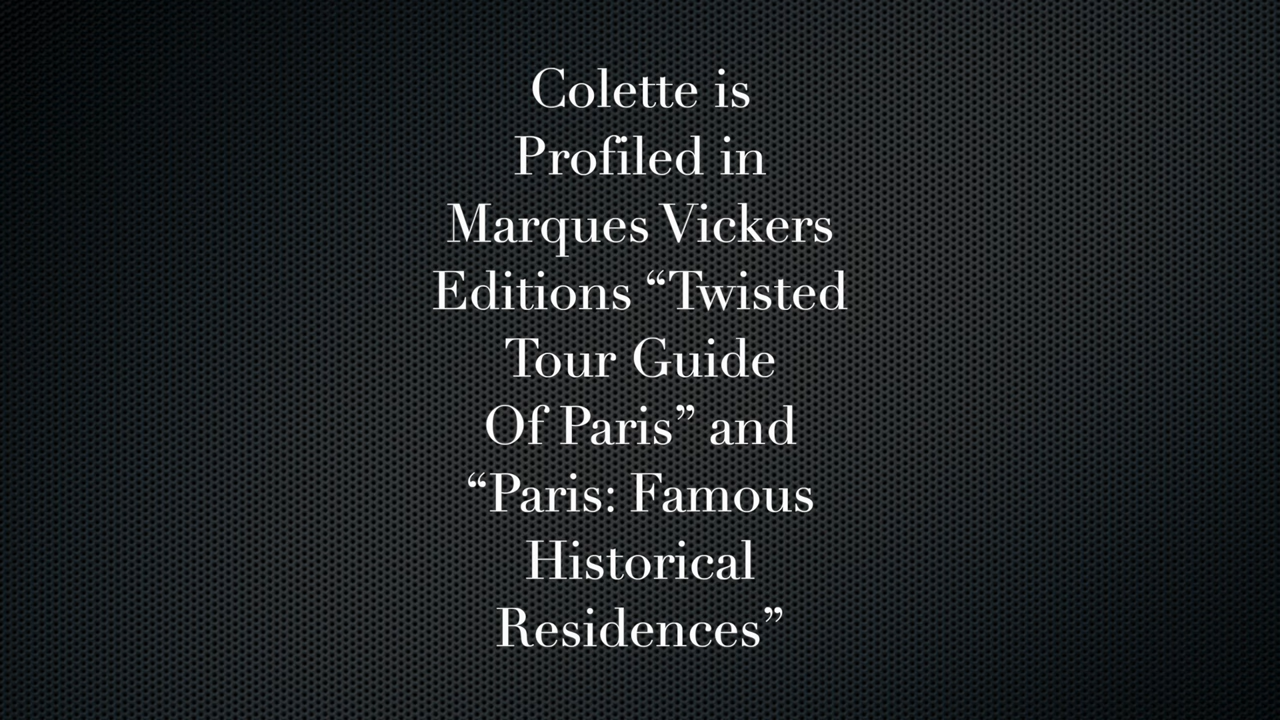 Colette is
Profiled in
Marques Vickers
Editions “Twisted
Tour Guide
Of Paris” and
“Paris: Famous
Historical
Residences”